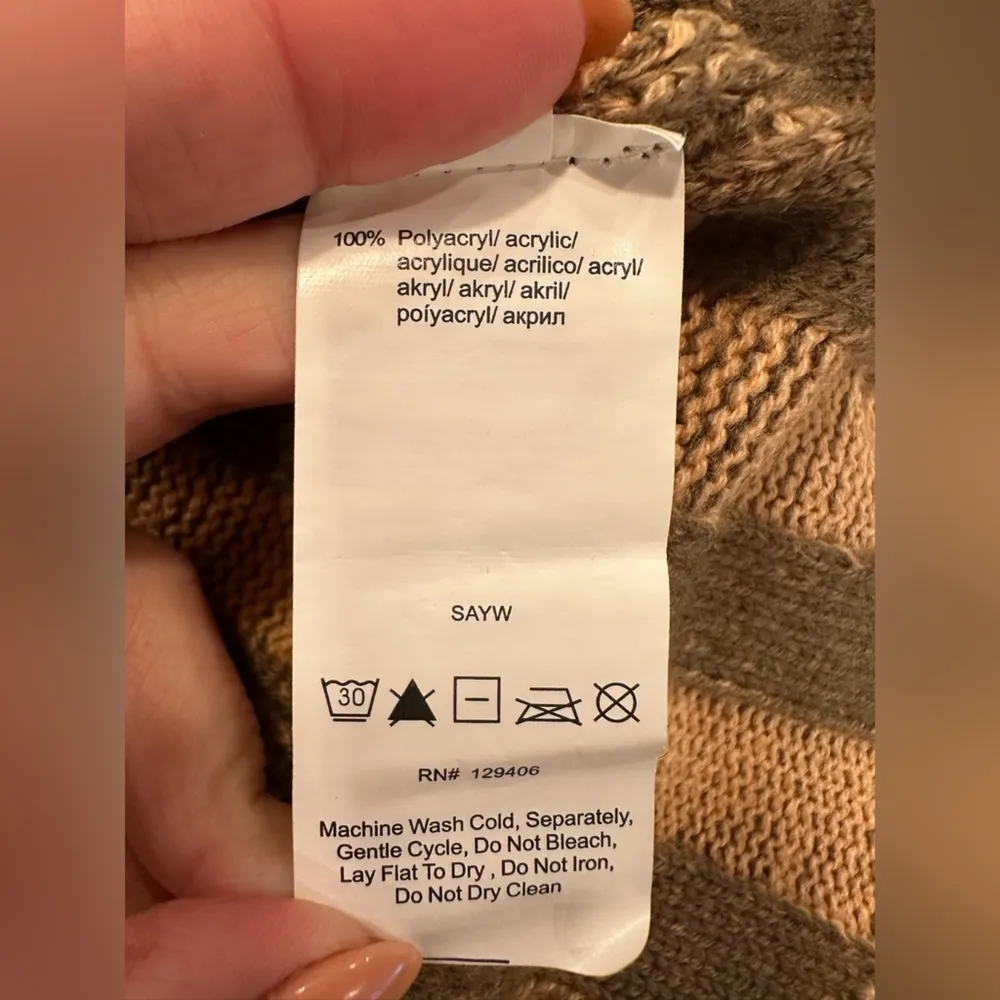 100% Polyacryl/ acrylic/
acrylique/ acrilico/ acryl/
akryl/ akryl/ akril/
poíyacryl/ акрил
SAYW
30
RN# 129406
Machine Wash Cold, Separately,
Gentle Cycle, Do Not Bleach,
Lay Flat To Dry , Do Not Iron,
Do Not Dry Clean